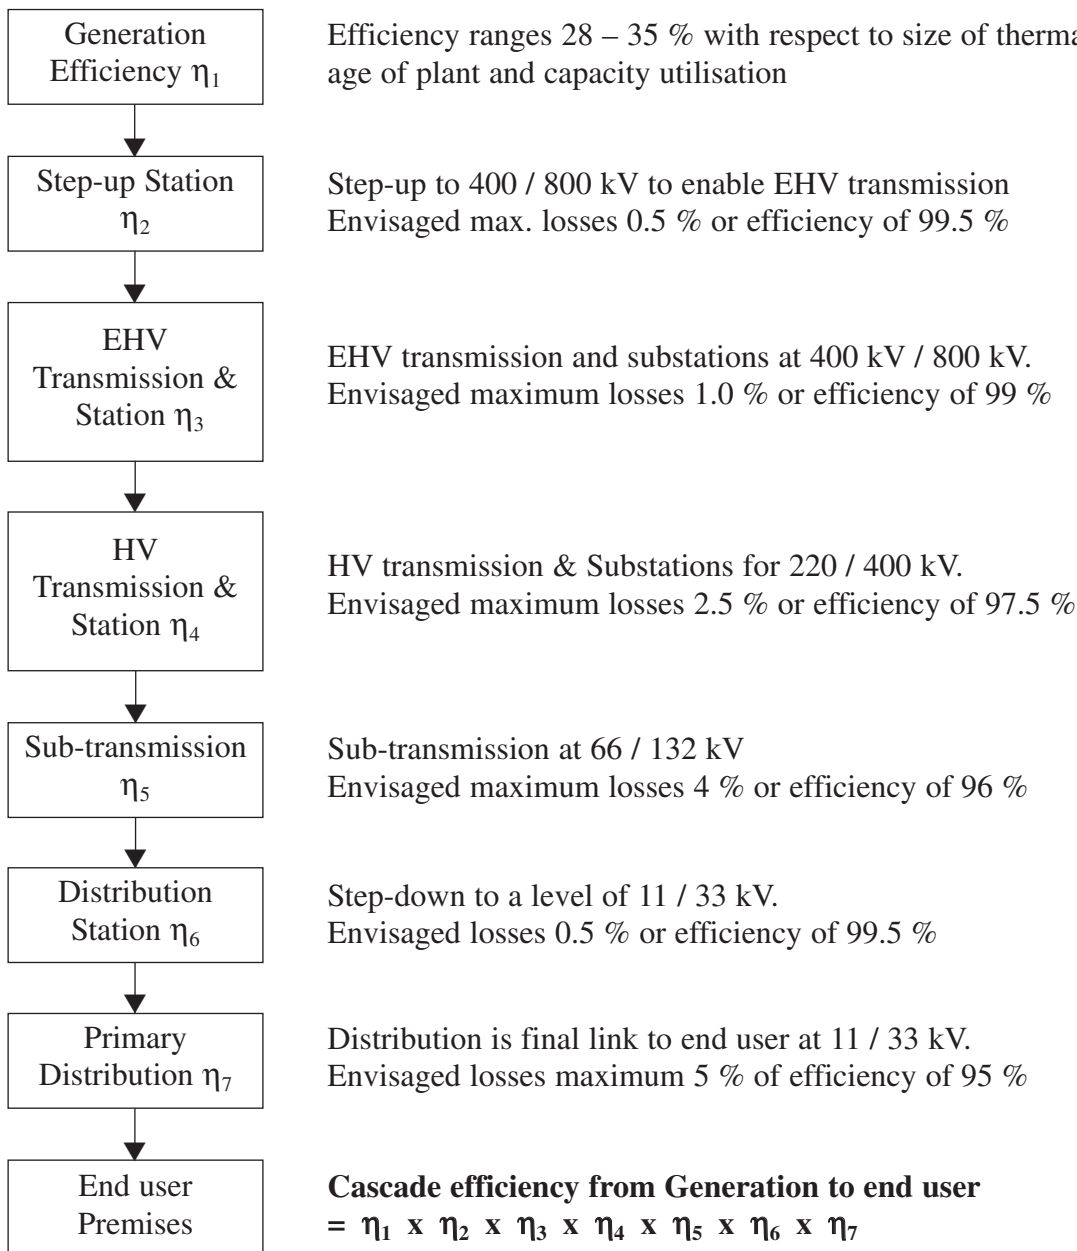 Generation
Efficiency η1
Efficiency ranges 28 – 35 % with respect to size of therma
age of plant and capacity utilisation
Step-up Station
η2
Step-up to 400 / 800 kV to enable EHV transmission
Envisaged max. losses 0.5 % or efficiency of 99.5 %
EHV
Transmission &
Station η3
EHV transmission and substations at 400 kV / 800 kV.
Envisaged maximum losses 1.0 % or efficiency of 99 %
HV
Transmission &
Station η4
HV transmission & Substations for 220 / 400 kV.
Envisaged maximum losses 2.5 % or efficiency of 97.5 %
Sub-transmission
η5
Sub-transmission at 66 / 132 kV
Envisaged maximum losses 4 % or efficiency of 96 %
Distribution
Station η6
Step-down to a level of 11 / 33 kV.
Envisaged losses 0.5 % or efficiency of 99.5 %
Primary
Distribution η7
Distribution is final link to end user at 11 / 33 kV.
Envisaged losses maximum 5 % of efficiency of 95 %
End user
Premises
Cascade efficiency from Generation to end user
= η1 x η2 x η3 x η4 x η5 x η6 x η7